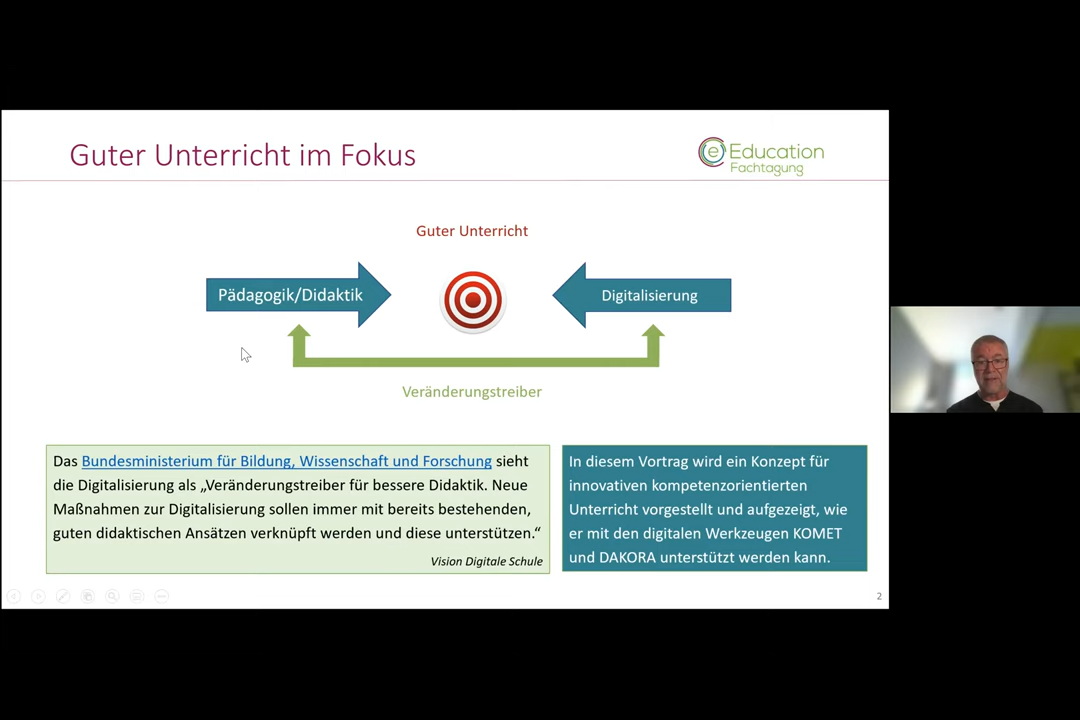 Guter Unterricht im Fokus
e Education
Fachtagung
Guter Unterricht
Pädagogik/Didaktik
Digitalisierung
Veränderungstreiber
Das Bundesministerium für Bildung, Wissenschaft und Forschung sieht
die Digitalisierung als „Veränderungstreiber für bessere Didaktik. Neue
Maßnahmen zur Digitalisierung sollen immer mit bereits bestehenden,
guten didaktischen Ansätzen verknüpft werden und diese unterstützen.“
Vision Digitale Schule
In diesem Vortrag wird ein Konzept für
innovativen kompetenzorientierten
Unterricht vorgestellt und aufgezeigt, wie
er mit den digitalen Werkzeugen KOMET
und DAKORA unterstützt werden kann.
2